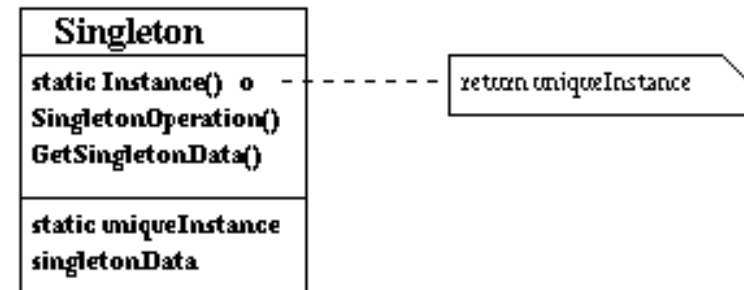 Singleton
static Instance() o
return uniqueInstance
SingletonOperation()
GetSingletonData()
static uniqueInstance
singletonData